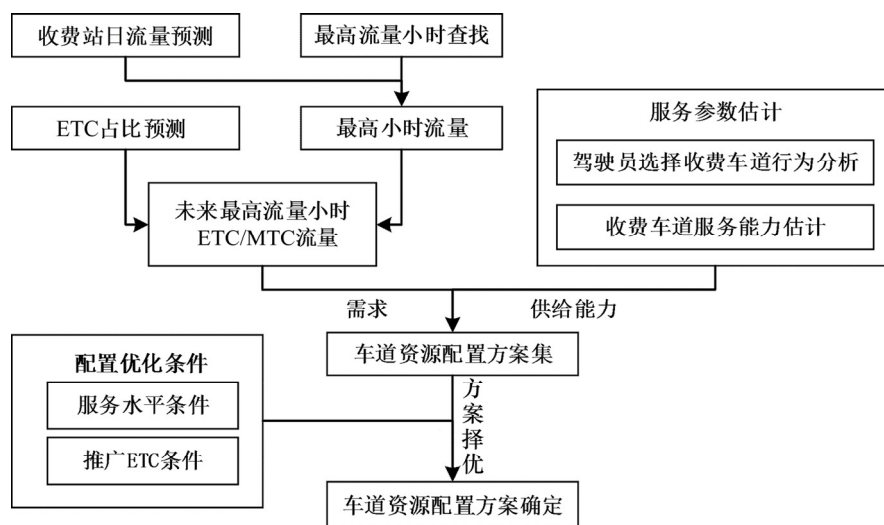 收费站日流量预测
最高流量小时查找
ETC占比预测
最高小时流量
服务参数估计
驾驶员选择收费车道行为分析
收费车道服务能力估计
未来最高流量小时
ETC/MTC流量
需求
供给能力
车道资源配置方案集
配置优化条件
服务水平条件
推广ETC条件
方案择优
车道资源配置方案确定